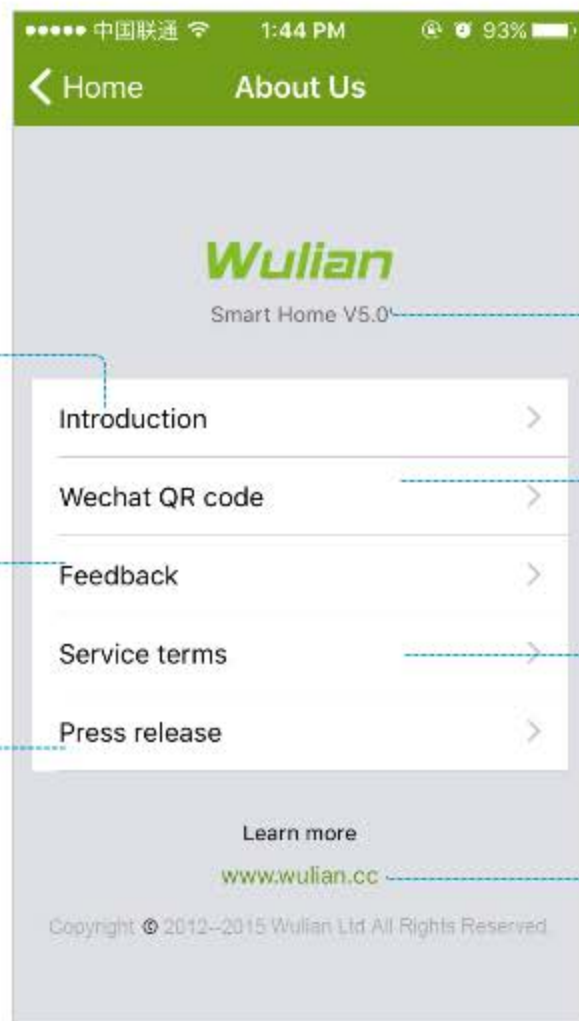 中国联通 1:44 PM 93%
Home About Us
Wulian
Smart Home V5.0
Introduction
Wechat QR code
Feedback
Service terms
Press release
Learn more
www.wulian.cc
Copyright © 2012--2015 Wulian Ltd All Rights Reserved